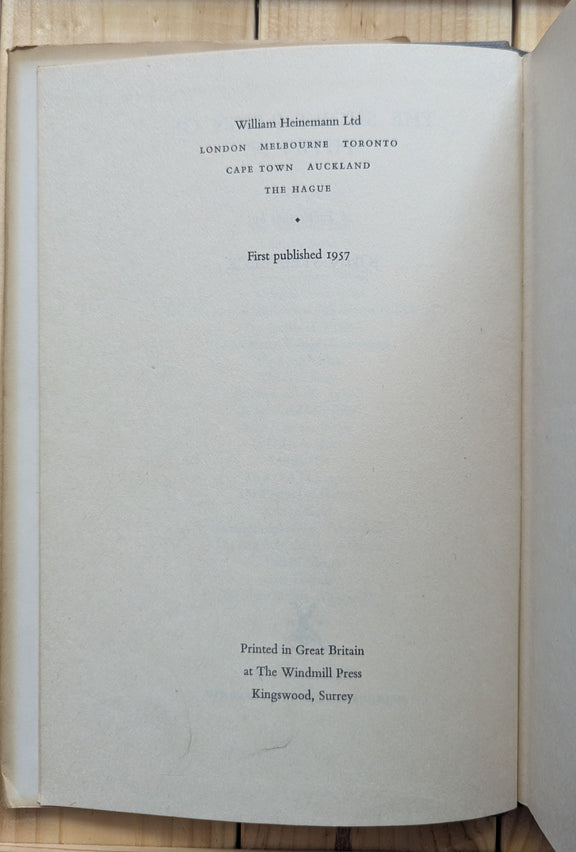 William Heinemann Ltd
LONDON MELBOURNE TORONTO
CAPE TOWN AUCKLAND
THE HAGUE
First published 1957
Printed in Great Britain
at The Windmill Press
Kingswood, Surrey